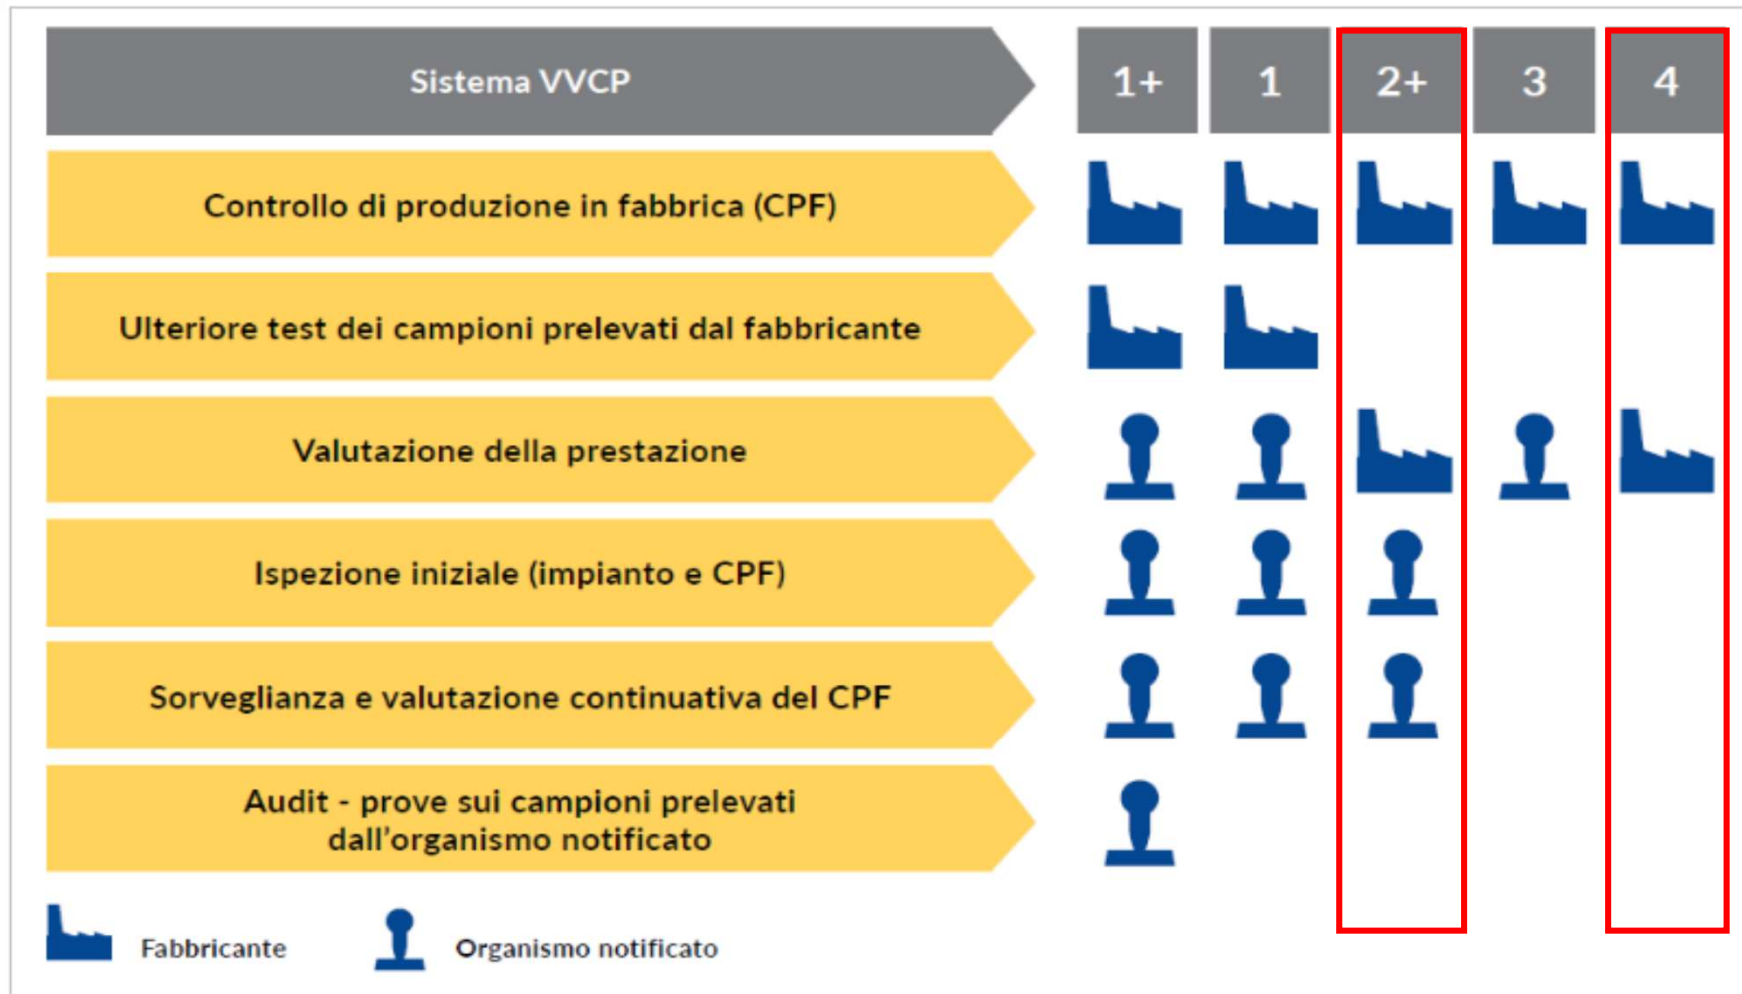 Sistema VVCP
1+
1
2+
3
4
Controllo di produzione in fabbrica (CPF)
Ulteriore test dei campioni prelevati dal fabbricante
Valutazione della prestazione
Ispezione iniziale (impianto e CPF)
Sorveglianza e valutazione continuativa del CPF
Audit - prove sui campioni prelevati
dall'organismo notificato
Fabbricante
Organismo notificato